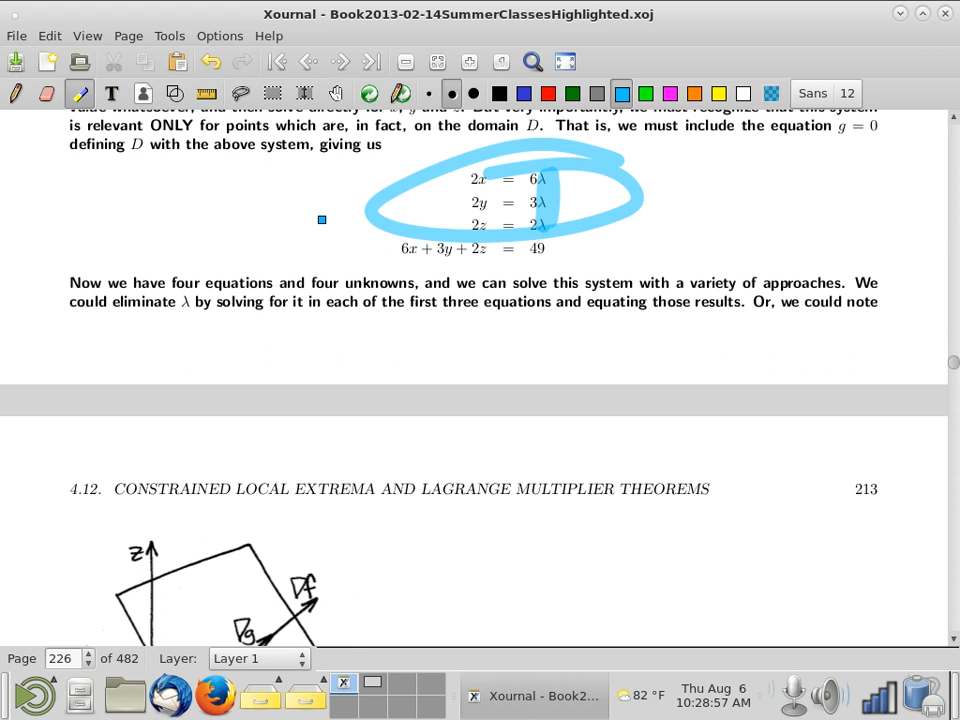 Xournal - Book2013-02-14SummerClassesHighlighted.xoj
File Edit View Page Tools Options Help
Sans 12
is relevant ONLY for points which are, in fact, on the domain D. That is, we must include the equation g = 0
defining D with the above system, giving us
2x = 6λ
2y = 3λ
2z = 2λ
6x + 3y + 2z = 49
Now we have four equations and four unknowns, and we can solve this system with a variety of approaches. We
could eliminate λ by solving for it in each of the first three equations and equating those results. Or, we could note
4.12. CONSTRAINED LOCAL EXTREMA AND LAGRANGE MULTIPLIER THEOREMS 213
z
∇f
∇g
Page 226 of 482 Layer: Layer 1
Xournal - Book2... 82 °F Thu Aug 6
10:28:57 AM